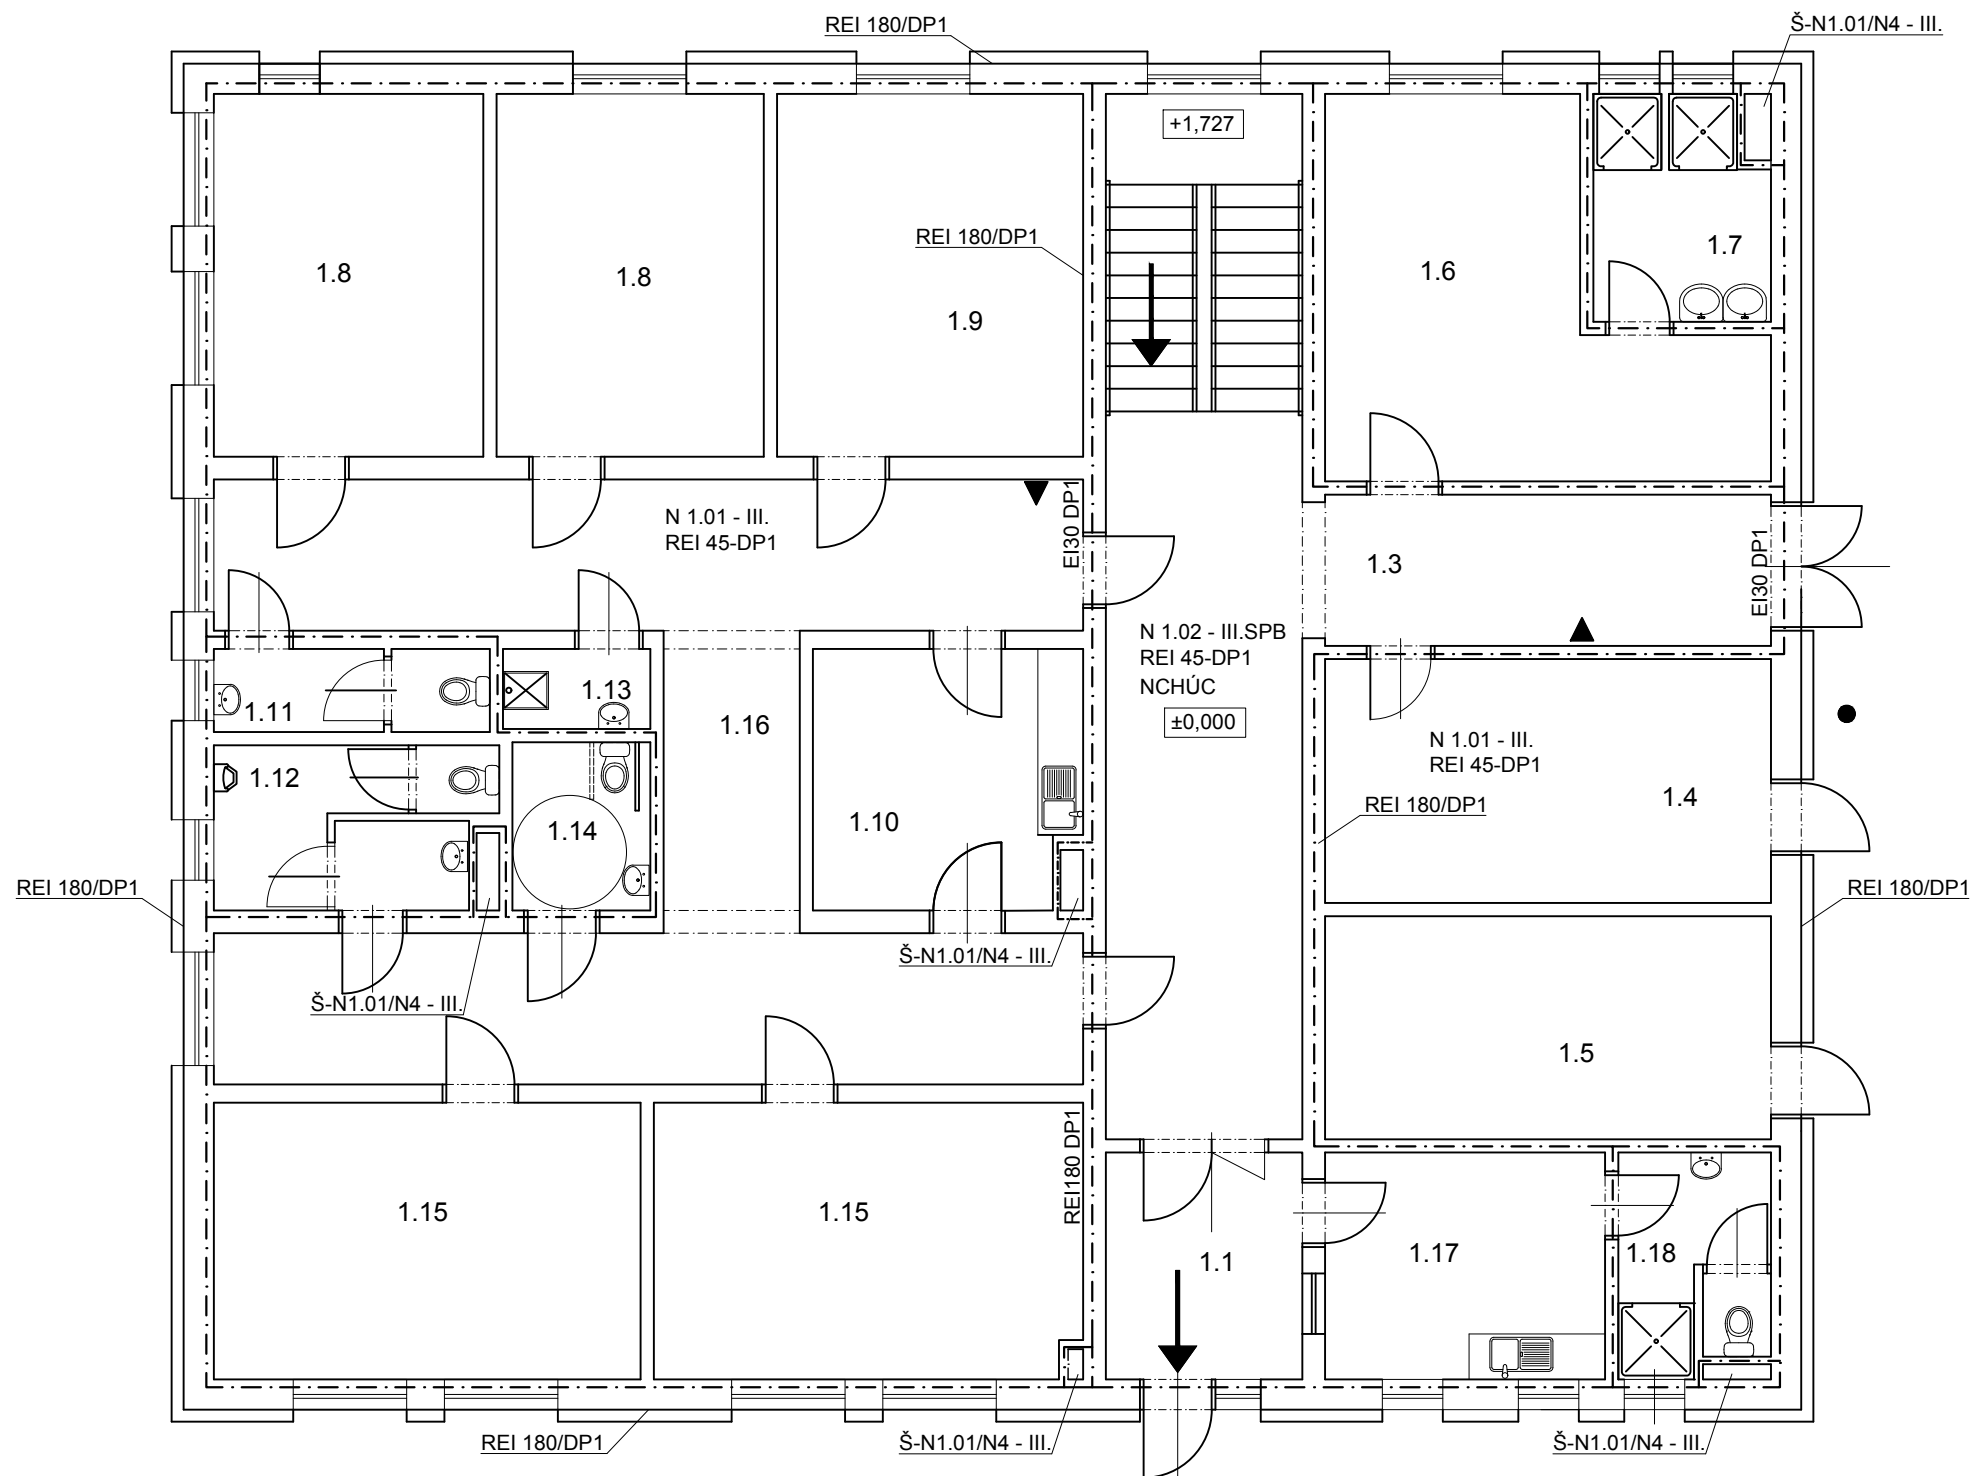 REI 180/DP1
Š-N1.01/N4 - III.
+1,727
REI 180/DP1
1.8
1.8
1.9
1.6
1.7
N 1.01 - III.
REI 45-DP1
EI30 DP1
1.3
EI30 DP1
N 1.02 - III.SPB
REI 45-DP1
NCHÚC
±0,000
1.11
1.13
1.16
1.12
1.14
1.10
N 1.01 - III.
REI 45-DP1
1.4
REI 180/DP1
REI 180/DP1
REI 180/DP1
Š-N1.01/N4 - III.
Š-N1.01/N4 - III.
1.5
REI180 DP1
1.15
1.15
1.1
1.17
1.18
REI 180/DP1
Š-N1.01/N4 - III.
Š-N1.01/N4 - III.